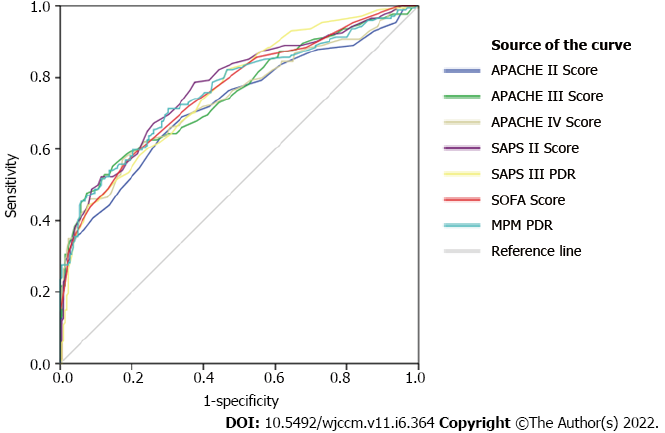 1.0
0.8
0.6
0.4
0.2
0.0
Sensitivity
0.0 0.2 0.4 0.6 0.8 1.0
1-specificity
Source of the curve
APACHE II Score
APACHE III Score
APACHE IV Score
SAPS II Score
SAPS III PDR
SOFA Score
MPM PDR
Reference line
DOI: 10.5492/wjccm.v11.i6.364 Copyright ©The Author(s) 2022.